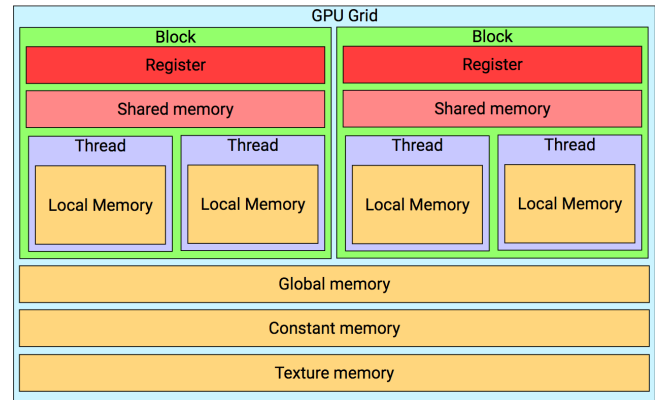 GPU Grid
Block
Register
Shared memory
Thread
Local Memory
Thread
Local Memory
Block
Register
Shared memory
Thread
Local Memory
Thread
Local Memory
Global memory
Constant memory
Texture memory